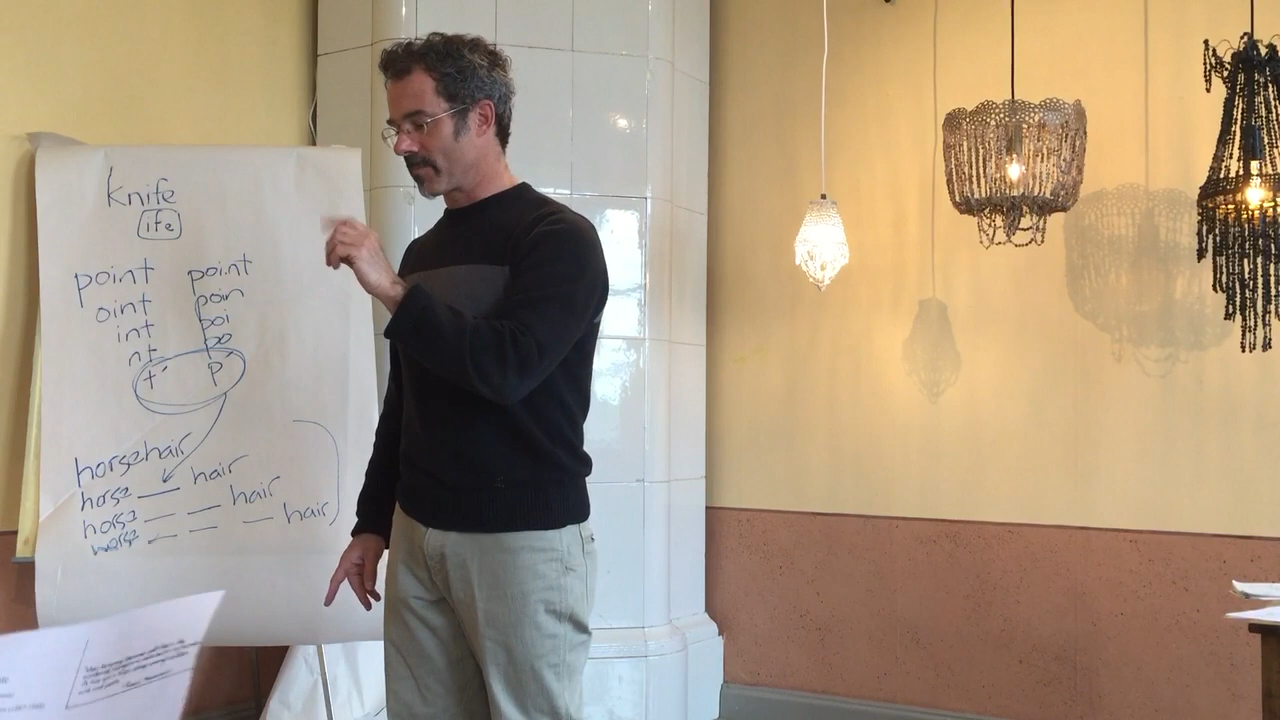 knife
ife
point point
oint poin
int poi
nt po
t p
horsehair
horse — hair
horse — — hair
horse — — — hair